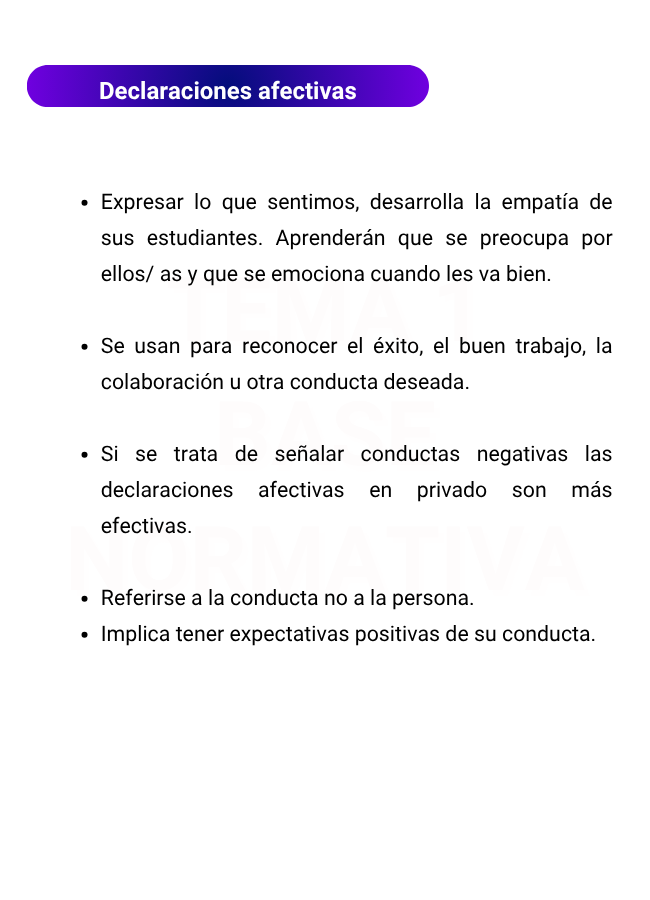 Declaraciones afectivas
• Expresar lo que sentimos, desarrolla la empatía de
sus estudiantes. Aprenderán que se preocupa por
ellos/ as y que se emociona cuando les va bien.
TEMA 1
• Se usan para reconocer el éxito, el buen trabajo, la
colaboración u otra conducta deseada.
BASE
• Si se trata de señalar conductas negativas las
declaraciones afectivas en privado son más
efectivas.
NORMATIVA
• Referirse a la conducta no a la persona.
• Implica tener expectativas positivas de su conducta.